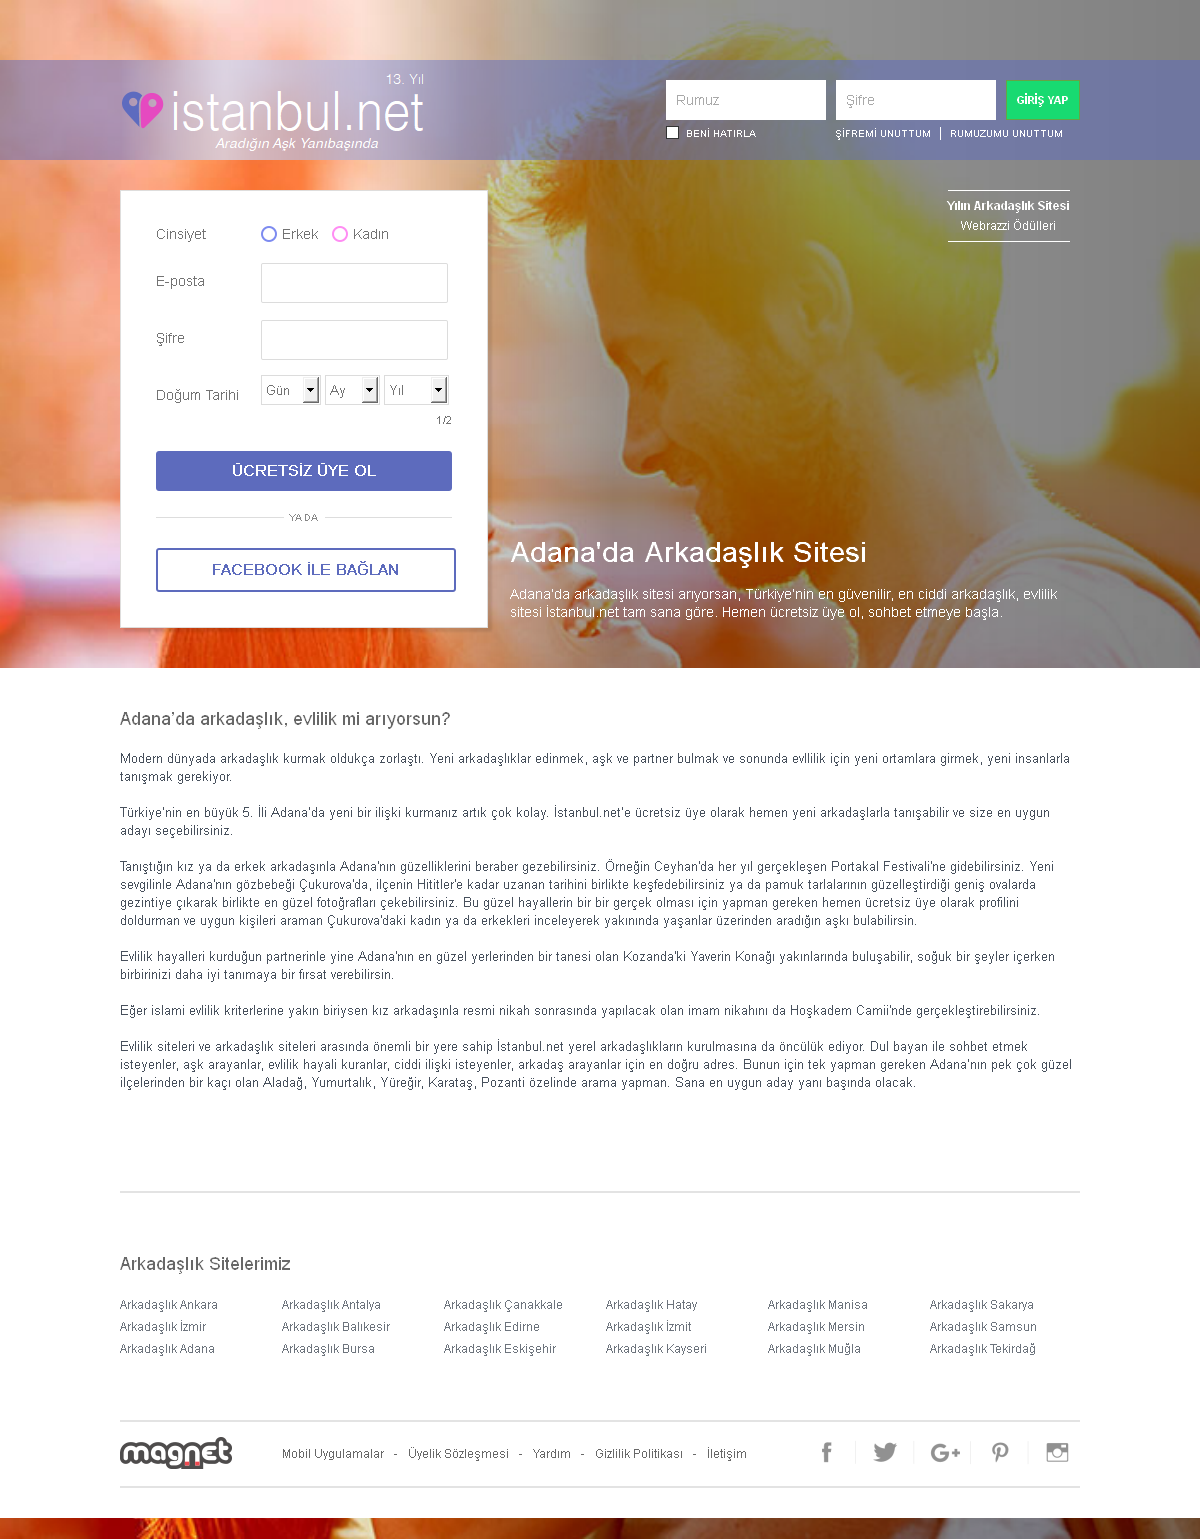 13. Yıl
istanbul.net
Aradığın Aşk Yanıbaşında
Rumuz
Şifre
GİRİŞ YAP
BENİ HATIRLA
ŞİFREMİ UNUTTUM | RUMUZUMU UNUTTUM
Yılın Arkadaşlık Sitesi
Webrazzi Ödülleri
Cinsiyet Erkek Kadın
E-posta
Şifre
Doğum Tarihi Gün Ay Yıl
1/2
ÜCRETSİZ ÜYE OL
YA DA
FACEBOOK İLE BAĞLAN
Adana'da Arkadaşlık Sitesi
Adana'da arkadaşlık sitesi arıyorsan, Türkiye'nin en güvenilir, en ciddi arkadaşlık, evlilik
sitesi İstanbul.net tam sana göre. Hemen ücretsiz üye ol, sohbet etmeye başla.
Adana'da arkadaşlık, evlilik mi arıyorsun?
Modern dünyada arkadaşlık kurmak oldukça zorlaştı. Yeni arkadaşlıklar edinmek, aşk ve partner bulmak ve sonunda evllilik için yeni ortamlara girmek, yeni insanlarla
tanışmak gerekiyor.
Türkiye'nin en büyük 5. İli Adana'da yeni bir ilişki kurmanız artık çok kolay. İstanbul.net'e ücretsiz üye olarak hemen yeni arkadaşlarla tanışabilir ve size en uygun
adayı seçebilirsiniz.
Tanıştığın kız ya da erkek arkadaşınla Adana'nın güzelliklerini beraber gezebilirsiniz. Örneğin Ceyhan'da her yıl gerçekleşen Portakal Festivali'ne gidebilirsiniz. Yeni
sevgilinle Adana'nın gözbebeği Çukurova'da, ilçenin Hititler'e kadar uzanan tarihini birlikte keşfedebilirsiniz ya da pamuk tarlalarının güzelleştirdiği geniş ovalarda
gezintiye çıkarak birlikte en güzel fotoğrafları çekebilirsiniz. Bu güzel hayallerin bir bir gerçek olması için yapman gereken hemen ücretsiz üye olarak profilini
doldurman ve uygun kişileri araman Çukurova'daki kadın ya da erkekleri inceleyerek yakınında yaşanlar üzerinden aradığın aşkı bulabilirsin.
Evlilik hayalleri kurduğun partnerinle yine Adana'nın en güzel yerlerinden bir tanesi olan Kozanda'ki Yaverin Konağı yakınlarında buluşabilir, soğuk bir şeyler içerken
birbirinizi daha iyi tanımaya bir fırsat verebilirsin.
Eğer islami evlilik kriterlerine yakın biriysen kız arkadaşınla resmi nikah sonrasında yapılacak olan imam nikahını da Hoşkadem Camii'nde gerçekleştirebilirsiniz.
Evlilik siteleri ve arkadaşlık siteleri arasında önemli bir yere sahip İstanbul.net yerel arkadaşlıkların kurulmasına da öncülük ediyor. Dul bayan ile sohbet etmek
isteyenler, aşk arayanlar, evlilik hayali kuranlar, ciddi ilişki isteyenler, arkadaş arayanlar için en doğru adres. Bunun için tek yapman gereken Adana'nın pek çok güzel
ilçelerinden bir kaçı olan Aladağ, Yumurtalık, Yüreğir, Karataş, Pozanti özelinde arama yapman. Sana en uygun aday yanı başında olacak.
Arkadaşlık Sitelerimiz
Arkadaşlık Ankara Arkadaşlık Antalya Arkadaşlık Çanakkale Arkadaşlık Hatay Arkadaşlık Manisa Arkadaşlık Sakarya
Arkadaşlık İzmir Arkadaşlık Balıkesir Arkadaşlık Edirne Arkadaşlık İzmit Arkadaşlık Mersin Arkadaşlık Samsun
Arkadaşlık Adana Arkadaşlık Bursa Arkadaşlık Eskişehir Arkadaşlık Kayseri Arkadaşlık Muğla Arkadaşlık Tekirdağ
magnet Mobil Uygulamalar - Üyelik Sözleşmesi - Yardım - Gizlilik Politikası - İletişim